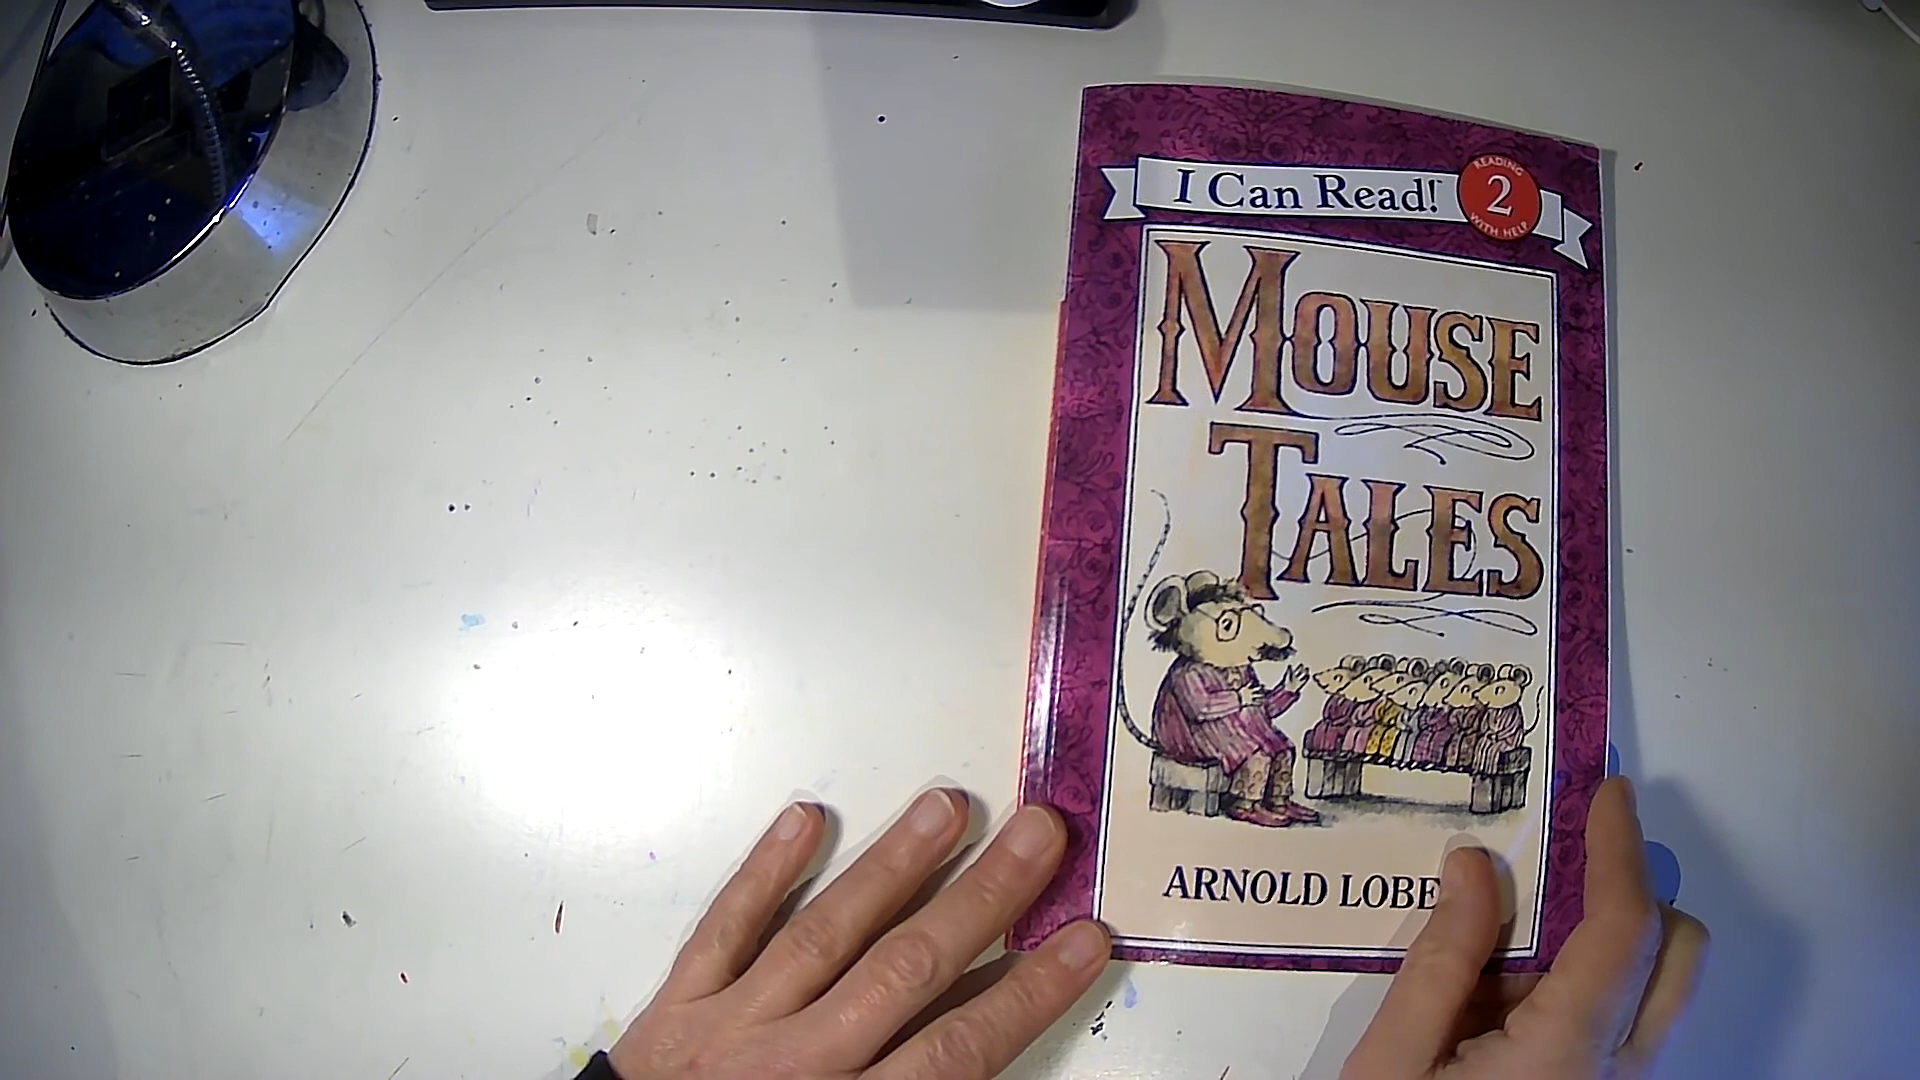 I Can Read!
READING
2
WITH HELP
MOUSE
TALES
ARNOLD LOBE